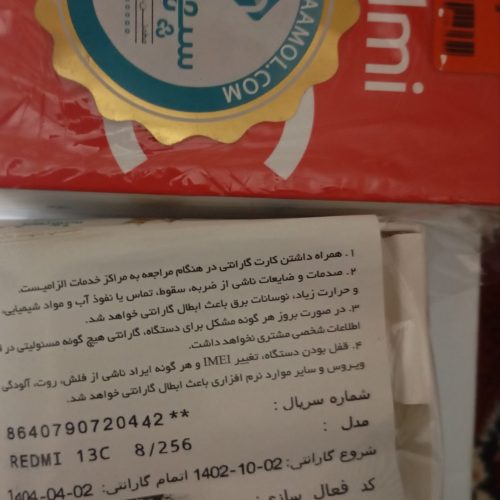 AAMOL.COM
lmi
۱. همراه داشتن کارت گارانتی در هنگام مراجعه به مراکز خدمات الزامیست.
۲. صدمات و ضایعات ناشی از ضربه، سقوط، تماس یا نفوذ آب و مواد شیمیایی،
و حرارت زیاد، نوسانات برق باعث ابطال گارانتی خواهد شد.
۳. در صورت بروز هر گونه مشکل برای دستگاه، گارانتی هیچ گونه مسئولیتی در
اطلاعات شخصی مشتری نخواهد داشت.
۴. قفل بودن دستگاه، تغییر IMEI و هر گونه ایراد ناشی از فلش، روت، آلودگی
ویروس و سایر موارد نرم افزاری باعث ابطال گارانتی خواهد شد.
شماره سریال :
8640790720442**
مدل :
REDMI 13C 8/256
شروع گارانتی: 1402-10-02 اتمام گارانتی: 1404-04-02
کد فعال سازی: